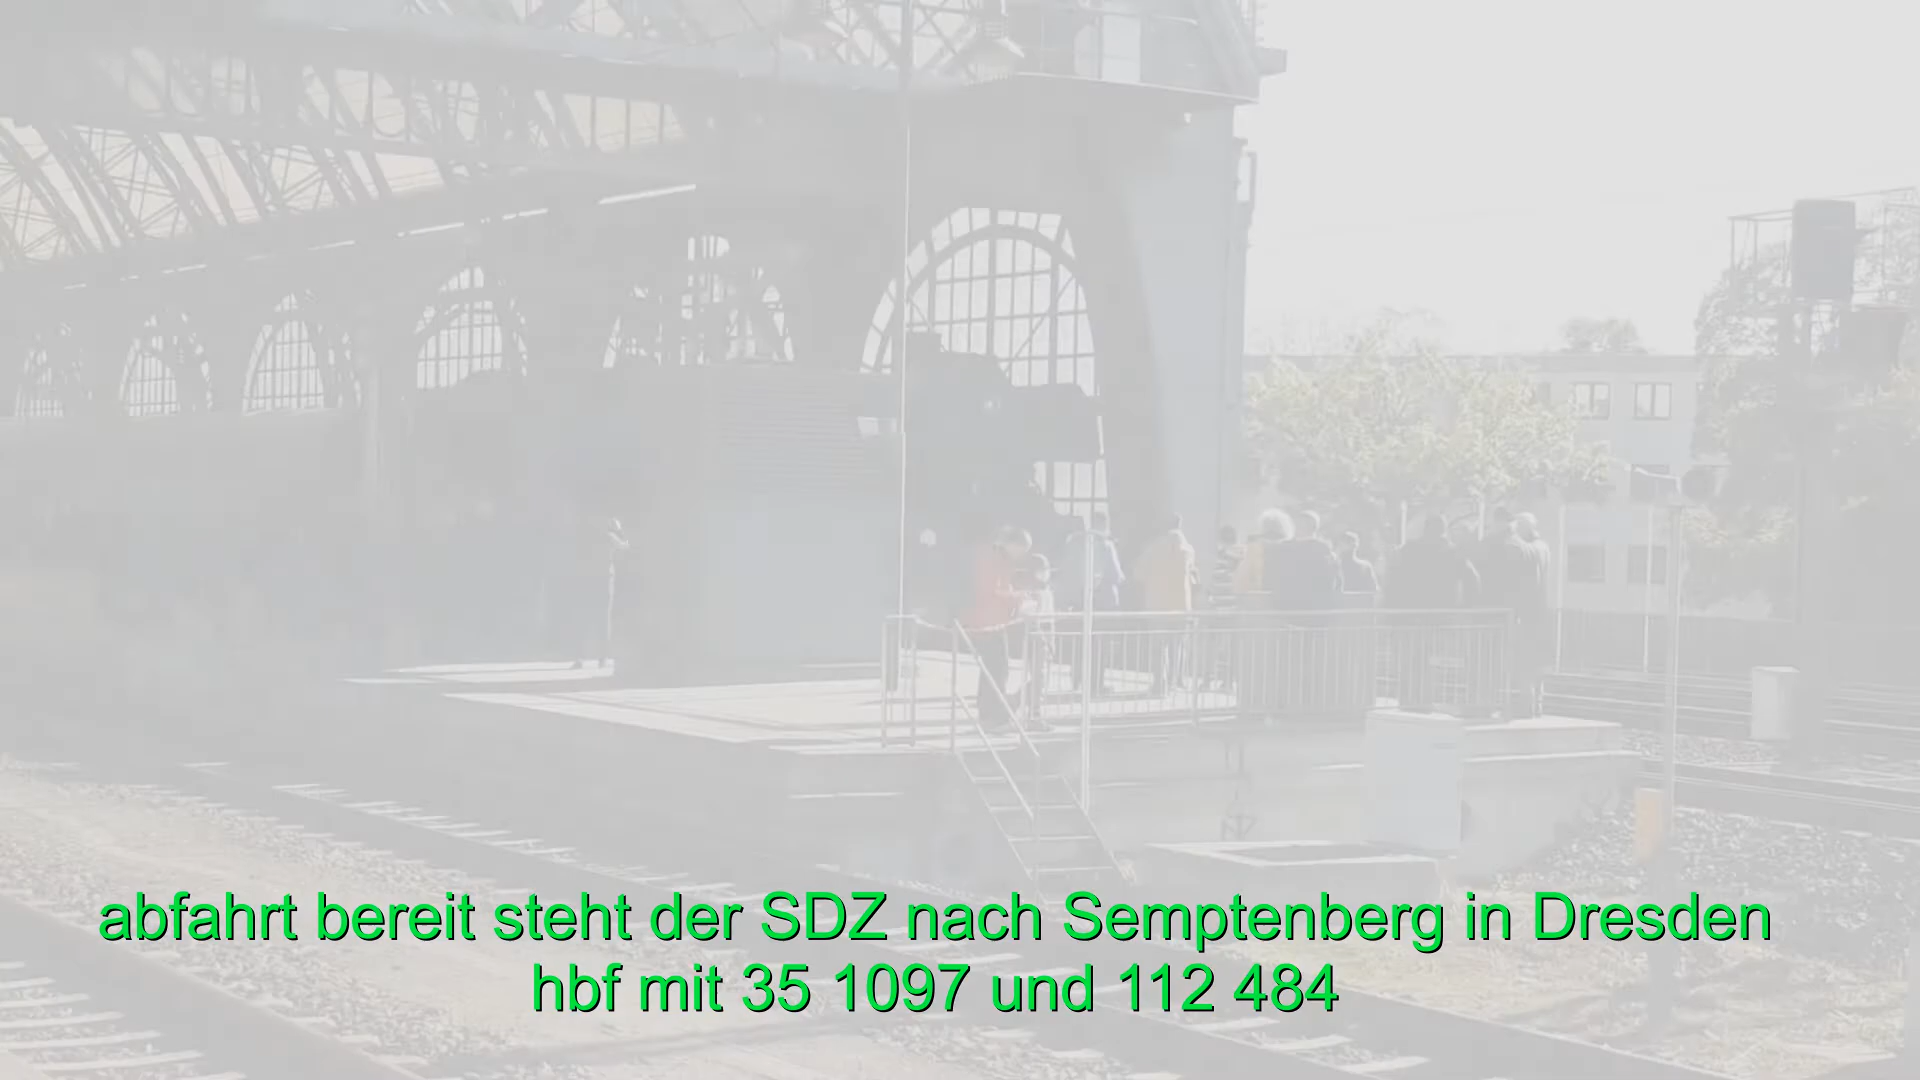 abfahrt bereit steht der SDZ nach Semptenberg in Dresden
hbf mit 35 1097 und 112 484